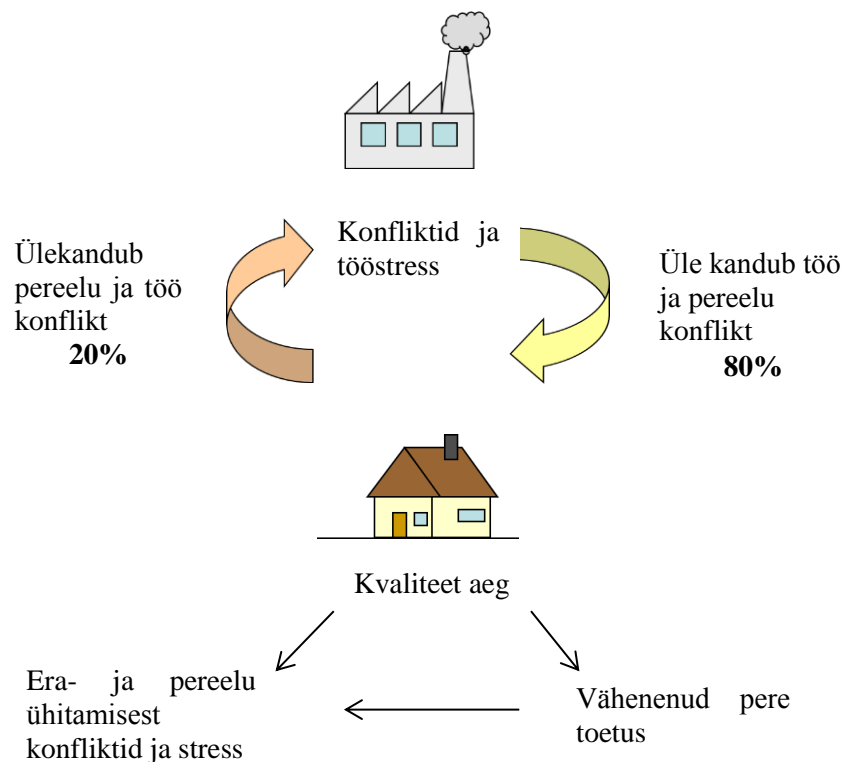 Konfliktid ja
tööstress
Ülekandub
pereelu ja töö
konflikt
20%
Üle kandub töö
ja pereelu
konflikt
80%
Kvaliteet aeg
Era- ja pereelu
ühitamisest
konfliktid ja stress
Vähenenud pere
toetus